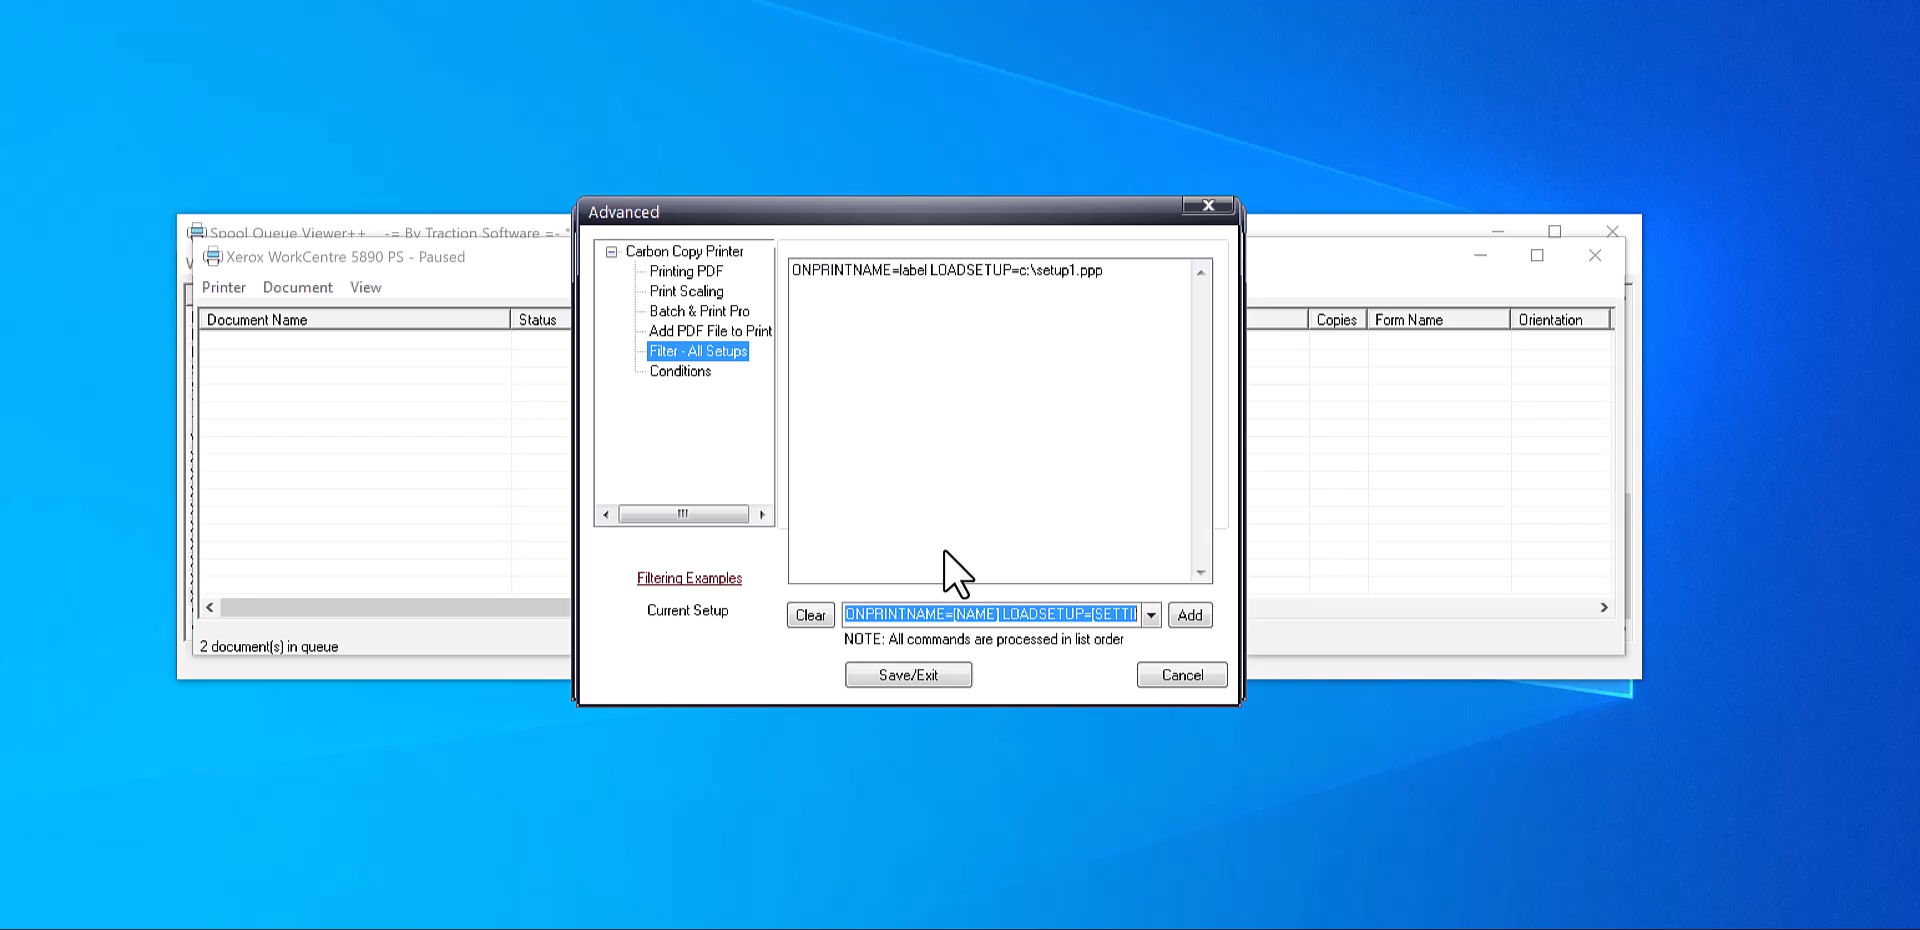 Spool Queue Viewer++ -= By Traction Software =- "
Xerox WorkCentre 5890 PS - Paused
Printer Document View
Document Name Status Copies Form Name Orientation
2 document(s) in queue
Advanced
X
Carbon Copy Printer
Printing PDF
Print Scaling
Batch & Print Pro
Add PDF File to Print
Filter - All Setups
Conditions
ONPRINTNAME=label LOADSETUP=c:\setup1.ppp
Filtering Examples
Current Setup
Clear ONPRINTNAME=[NAME] LOADSETUP=[SETTI Add
NOTE: All commands are processed in list order
Save/Exit Cancel